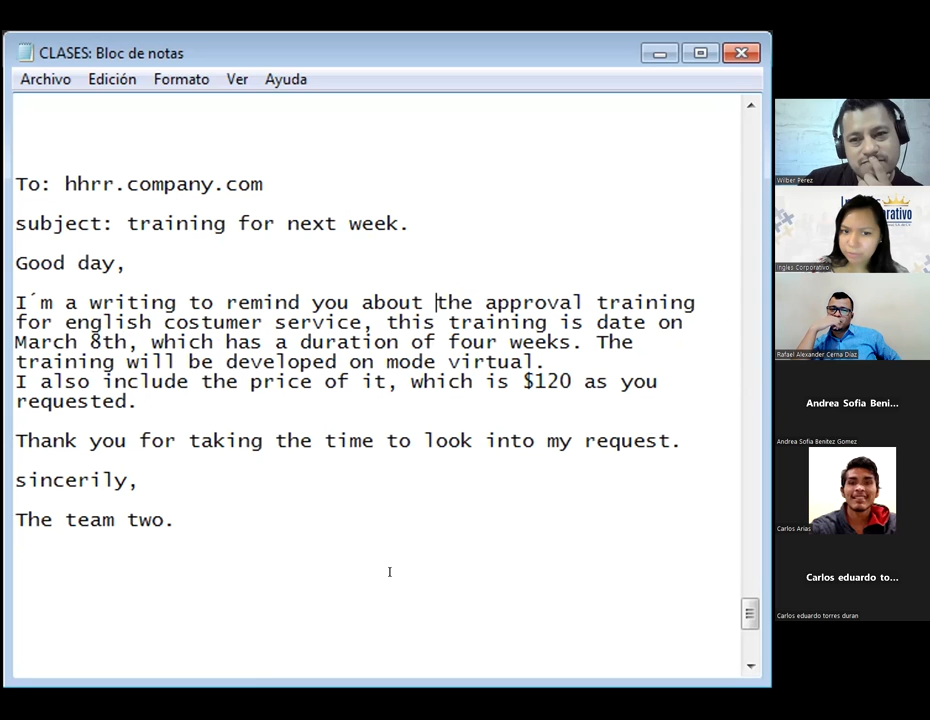 CLASES: Bloc de notas
Archivo Edición Formato Ver Ayuda
To: hhrr.company.com
subject: training for next week.
Good day,
I´m a writing to remind you about the approval training
for english costumer service, this training is date on
March 8th, which has a duration of four weeks. The
training will be developed on mode virtual.
I also include the price of it, which is $120 as you
requested.
Thank you for taking the time to look into my request.
sincerily,
The team two.
Wilber Pérez
Ingles Corporativo
Rafael Alexander Cerna Díaz
Andrea Sofia Beni...
Andrea Sofia Benitez Gomez
Carlos Arias
Carlos eduardo to...
Carlos eduardo torres duran